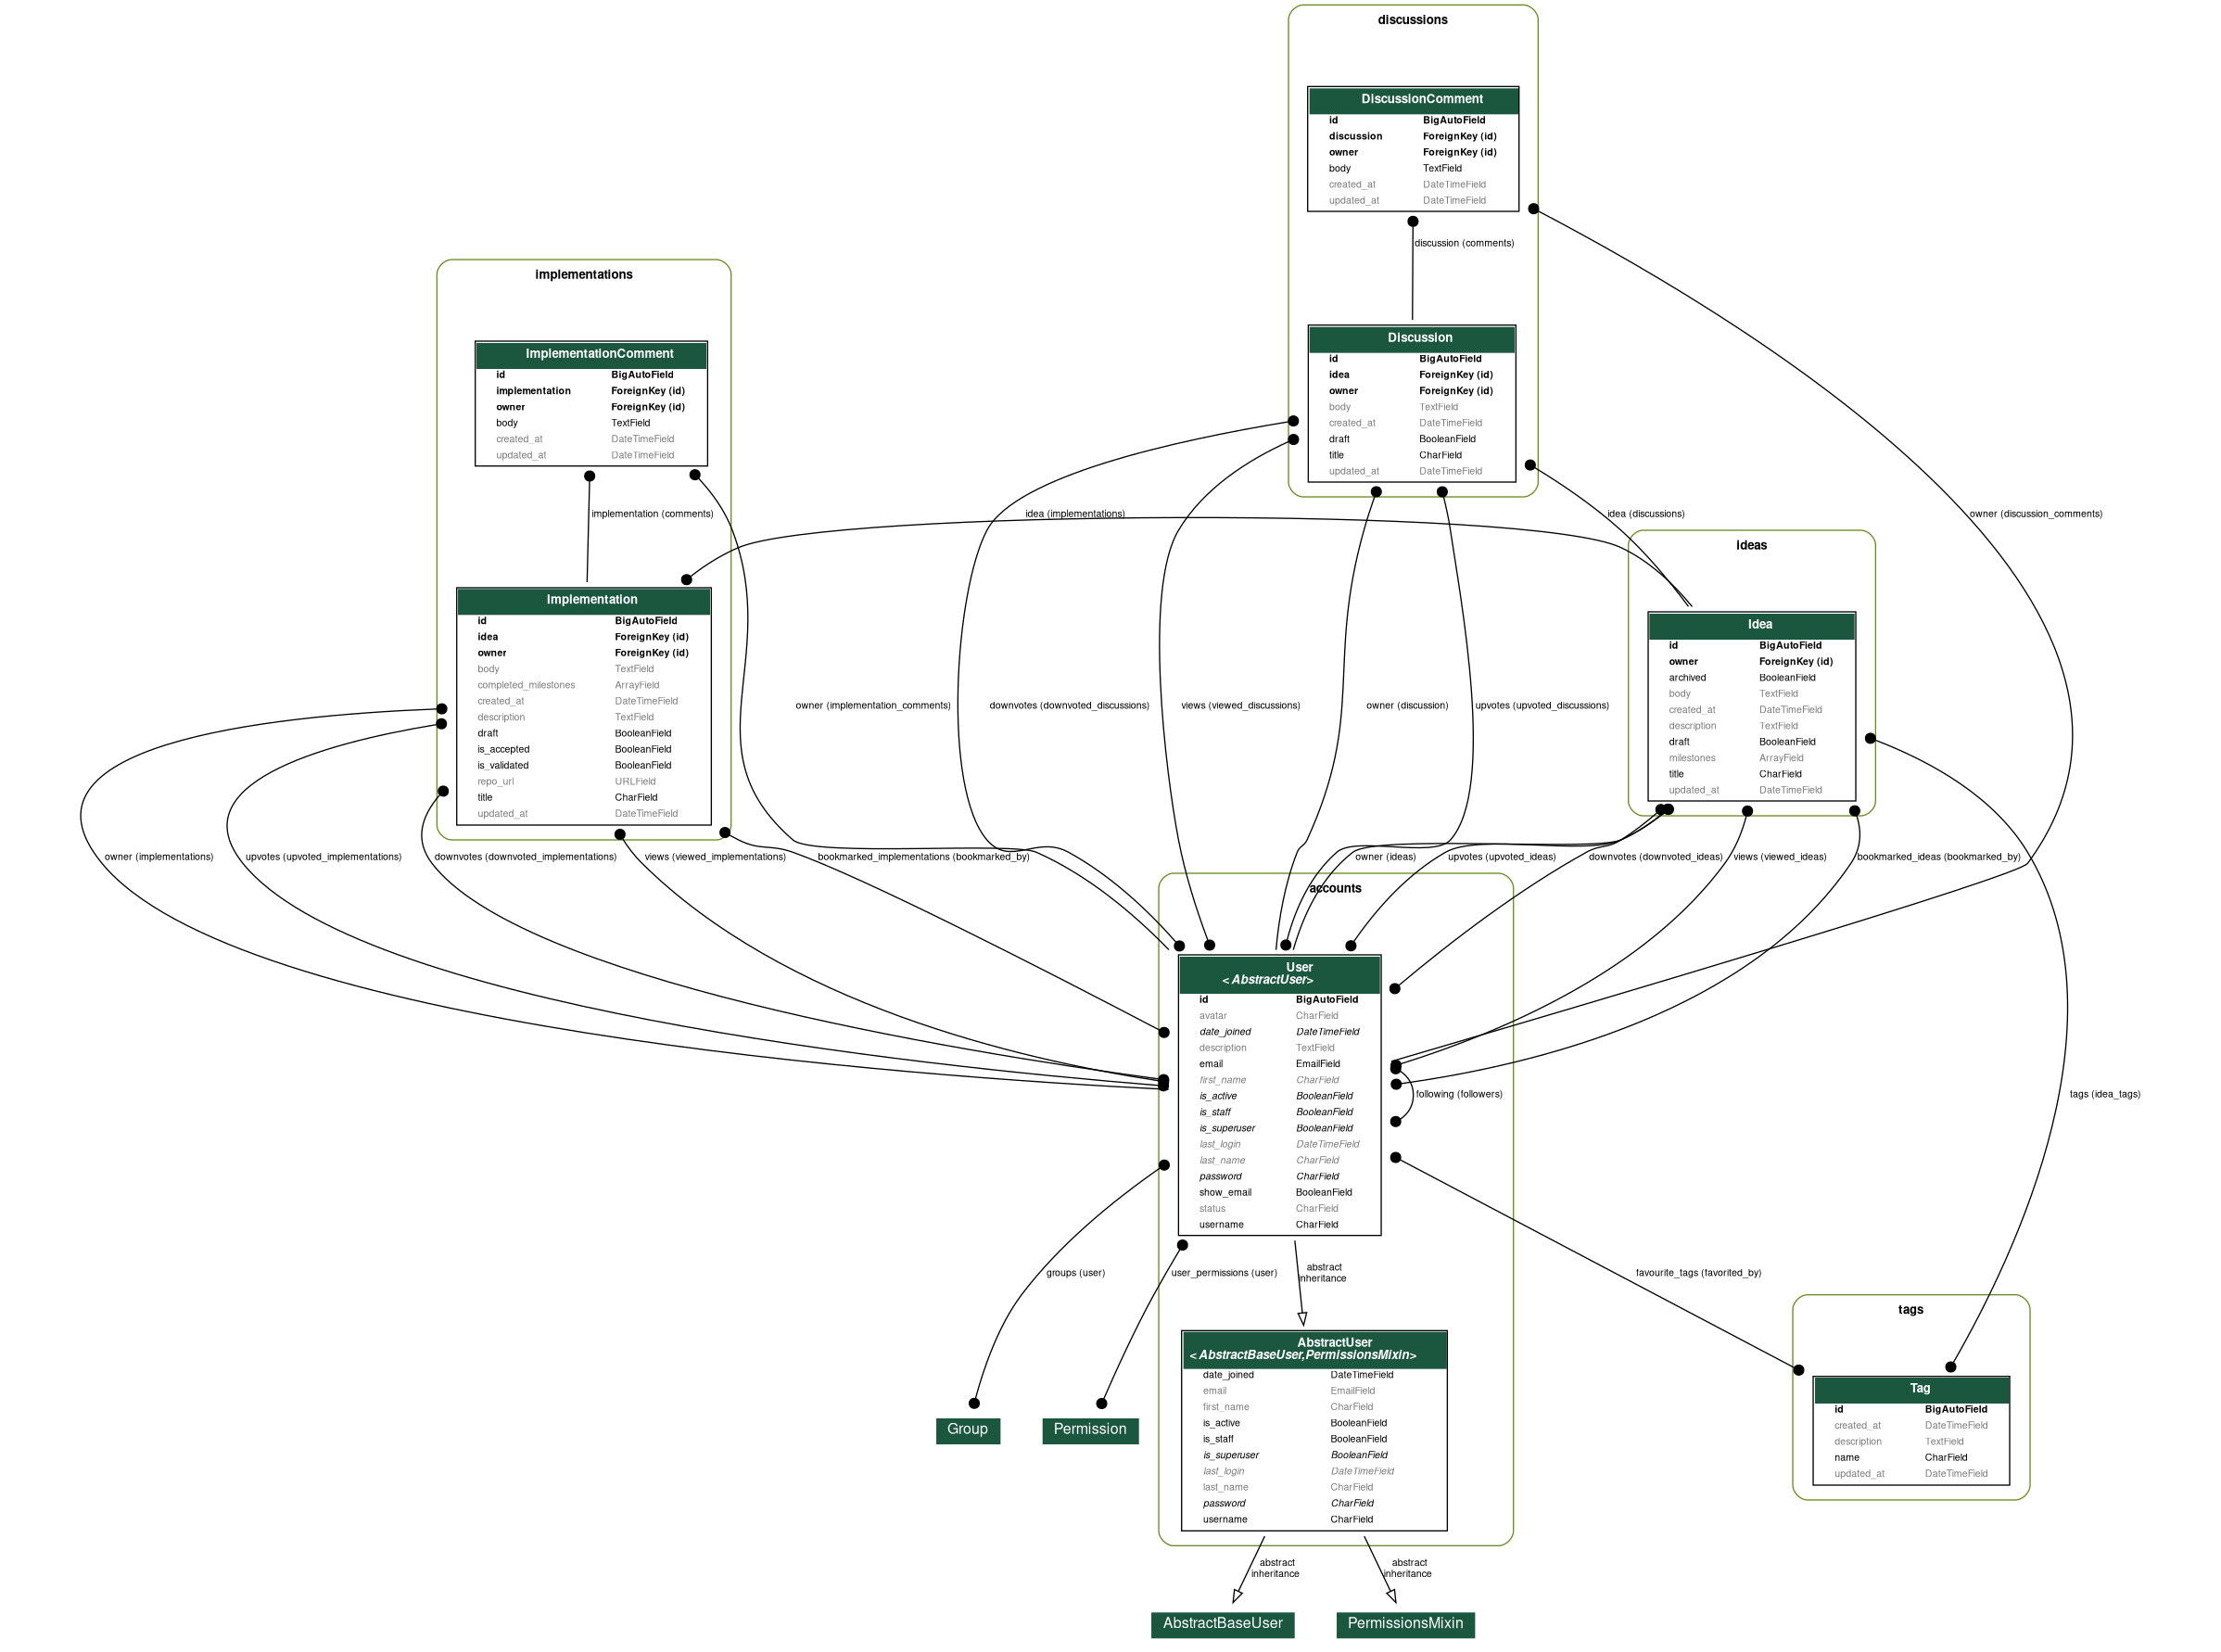 discussions
DiscussionComment
id BigAutoField
discussion ForeignKey (id)
owner ForeignKey (id)
body TextField
created_at DateTimeField
updated_at DateTimeField
discussion (comments)
implementations
ImplementationComment
id BigAutoField
implementation ForeignKey (id)
owner ForeignKey (id)
body TextField
created_at DateTimeField
updated_at DateTimeField
Discussion
id BigAutoField
idea ForeignKey (id)
owner ForeignKey (id)
body TextField
created_at DateTimeField
draft BooleanField
title CharField
updated_at DateTimeField
implementation (comments)
idea (implementations)
idea (discussions)
owner (discussion_comments)
ideas
Implementation
id BigAutoField
idea ForeignKey (id)
owner ForeignKey (id)
body TextField
completed_milestones ArrayField
created_at DateTimeField
description TextField
draft BooleanField
is_accepted BooleanField
is_validated BooleanField
repo_url URLField
title CharField
updated_at DateTimeField
Idea
id BigAutoField
owner ForeignKey (id)
archived BooleanField
body TextField
created_at DateTimeField
description TextField
draft BooleanField
milestones ArrayField
title CharField
updated_at DateTimeField
owner (implementation_comments)
downvotes (downvoted_discussions)
views (viewed_discussions)
owner (discussion)
upvotes (upvoted_discussions)
owner (implementations)
upvotes (upvoted_implementations)
downvotes (downvoted_implementations)
views (viewed_implementations)
bookmarked_implementations (bookmarked_by)
owner (ideas)
upvotes (upvoted_ideas)
downvotes (downvoted_ideas)
views (viewed_ideas)
bookmarked_ideas (bookmarked_by)
accounts
User
< AbstractUser>
id BigAutoField
avatar CharField
date_joined DateTimeField
description TextField
email EmailField
first_name CharField
is_active BooleanField
is_staff BooleanField
is_superuser BooleanField
last_login DateTimeField
last_name CharField
password CharField
show_email BooleanField
status CharField
username CharField
following (followers)
tags (idea_tags)
groups (user)
user_permissions (user)
abstract
inheritance
favourite_tags (favorited_by)
tags
AbstractUser
< AbstractBaseUser,PermissionsMixin>
date_joined DateTimeField
email EmailField
first_name CharField
is_active BooleanField
is_staff BooleanField
is_superuser BooleanField
last_login DateTimeField
last_name CharField
password CharField
username CharField
Group
Permission
Tag
id BigAutoField
created_at DateTimeField
description TextField
name CharField
updated_at DateTimeField
abstract
inheritance
abstract
inheritance
AbstractBaseUser
PermissionsMixin